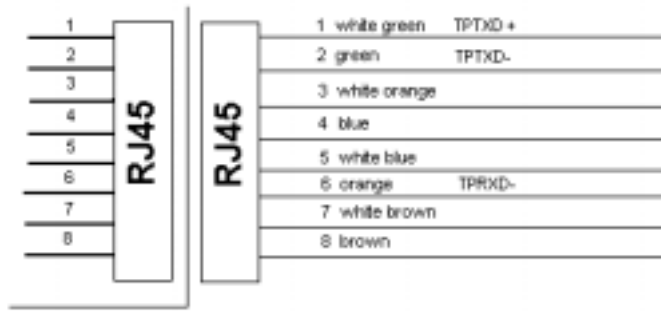 1
2
3
4
5
6
7
8
RJ45
RJ45
1 white green TPTXD +
2 green TPTXD-
3 white orange
4 blue
5 white blue
6 orange TPRXD-
7 white brown
8 brown